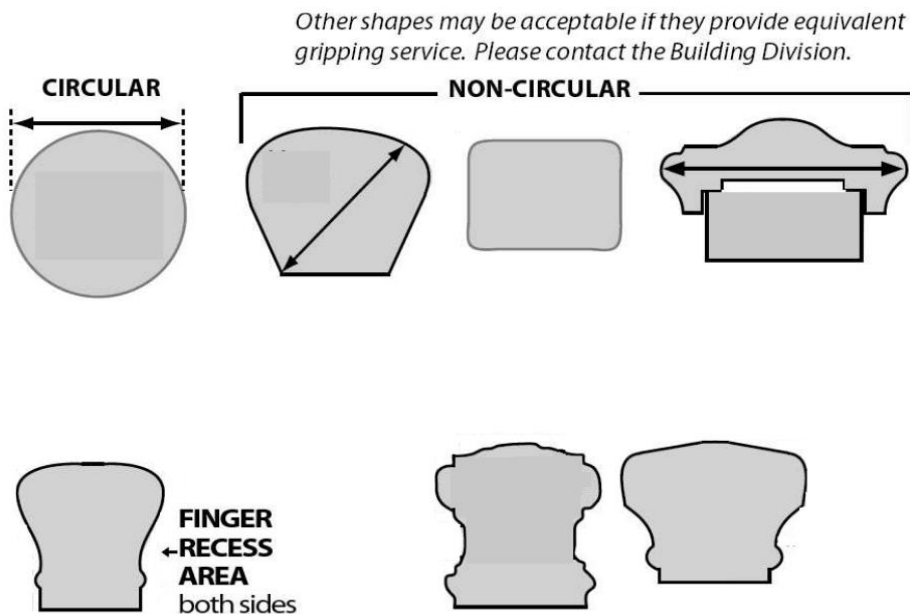 Other shapes may be acceptable if they provide equivalent
gripping service. Please contact the Building Division.
CIRCULAR
NON-CIRCULAR
FINGER
RECESS
AREA
both sides